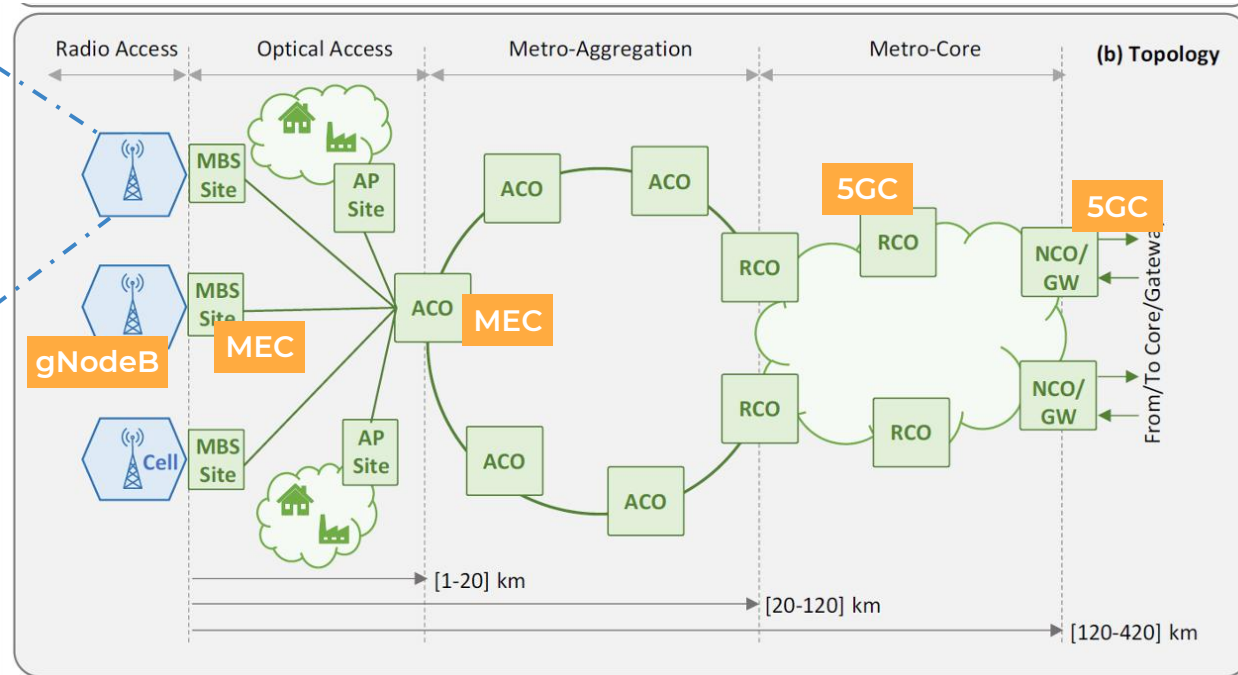 Radio Access
Optical Access
Metro-Aggregation
Metro-Core
(b) Topology
MBS
Site
AP
Site
ACO
ACO
5GC
RCO
5GC
NCO/
GW
RCO
MBS
Site
MEC
gNodeB
ACO
MEC
From/To Core/Gateway
NCO/
GW
RCO
RCO
Cell
MBS
Site
AP
Site
ACO
ACO
[1-20] km
[20-120] km
[120-420] km